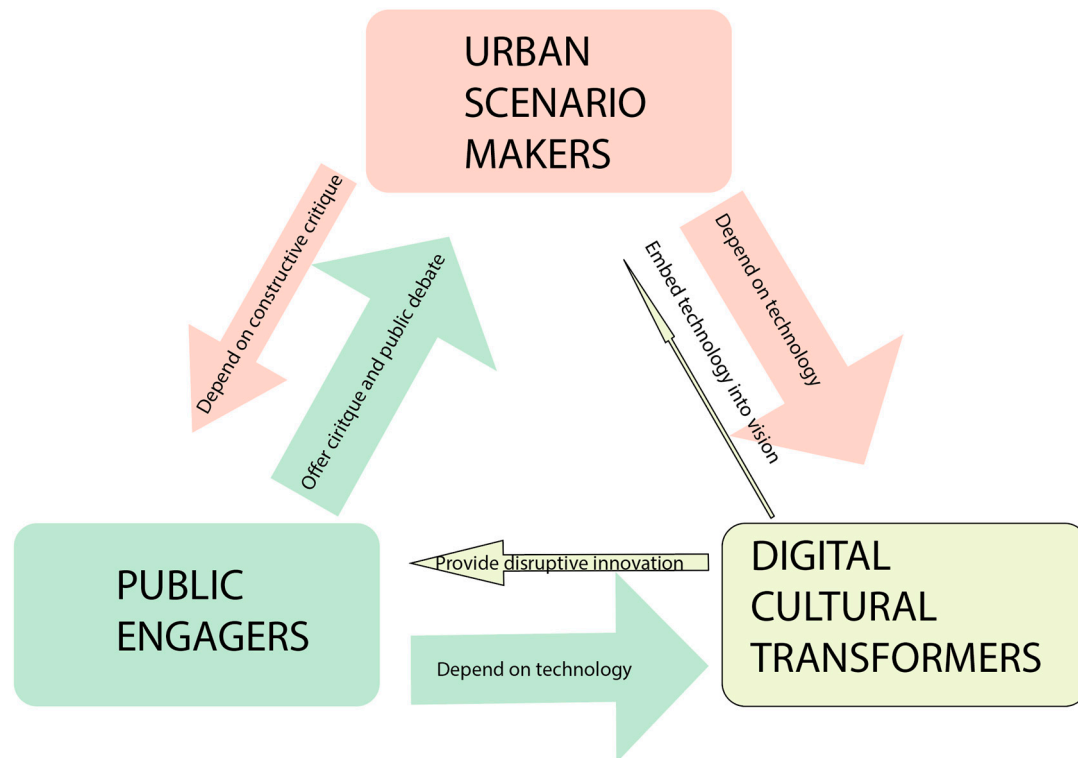 URBAN
SCENARIO
MAKERS
Depend on constructive critique
Offer ciritque and public debate
Embed technology into vision
Depend on technology
Provide disruptive innovation
Depend on technology
PUBLIC
ENGAGERS
DIGITAL
CULTURAL
TRANSFORMERS